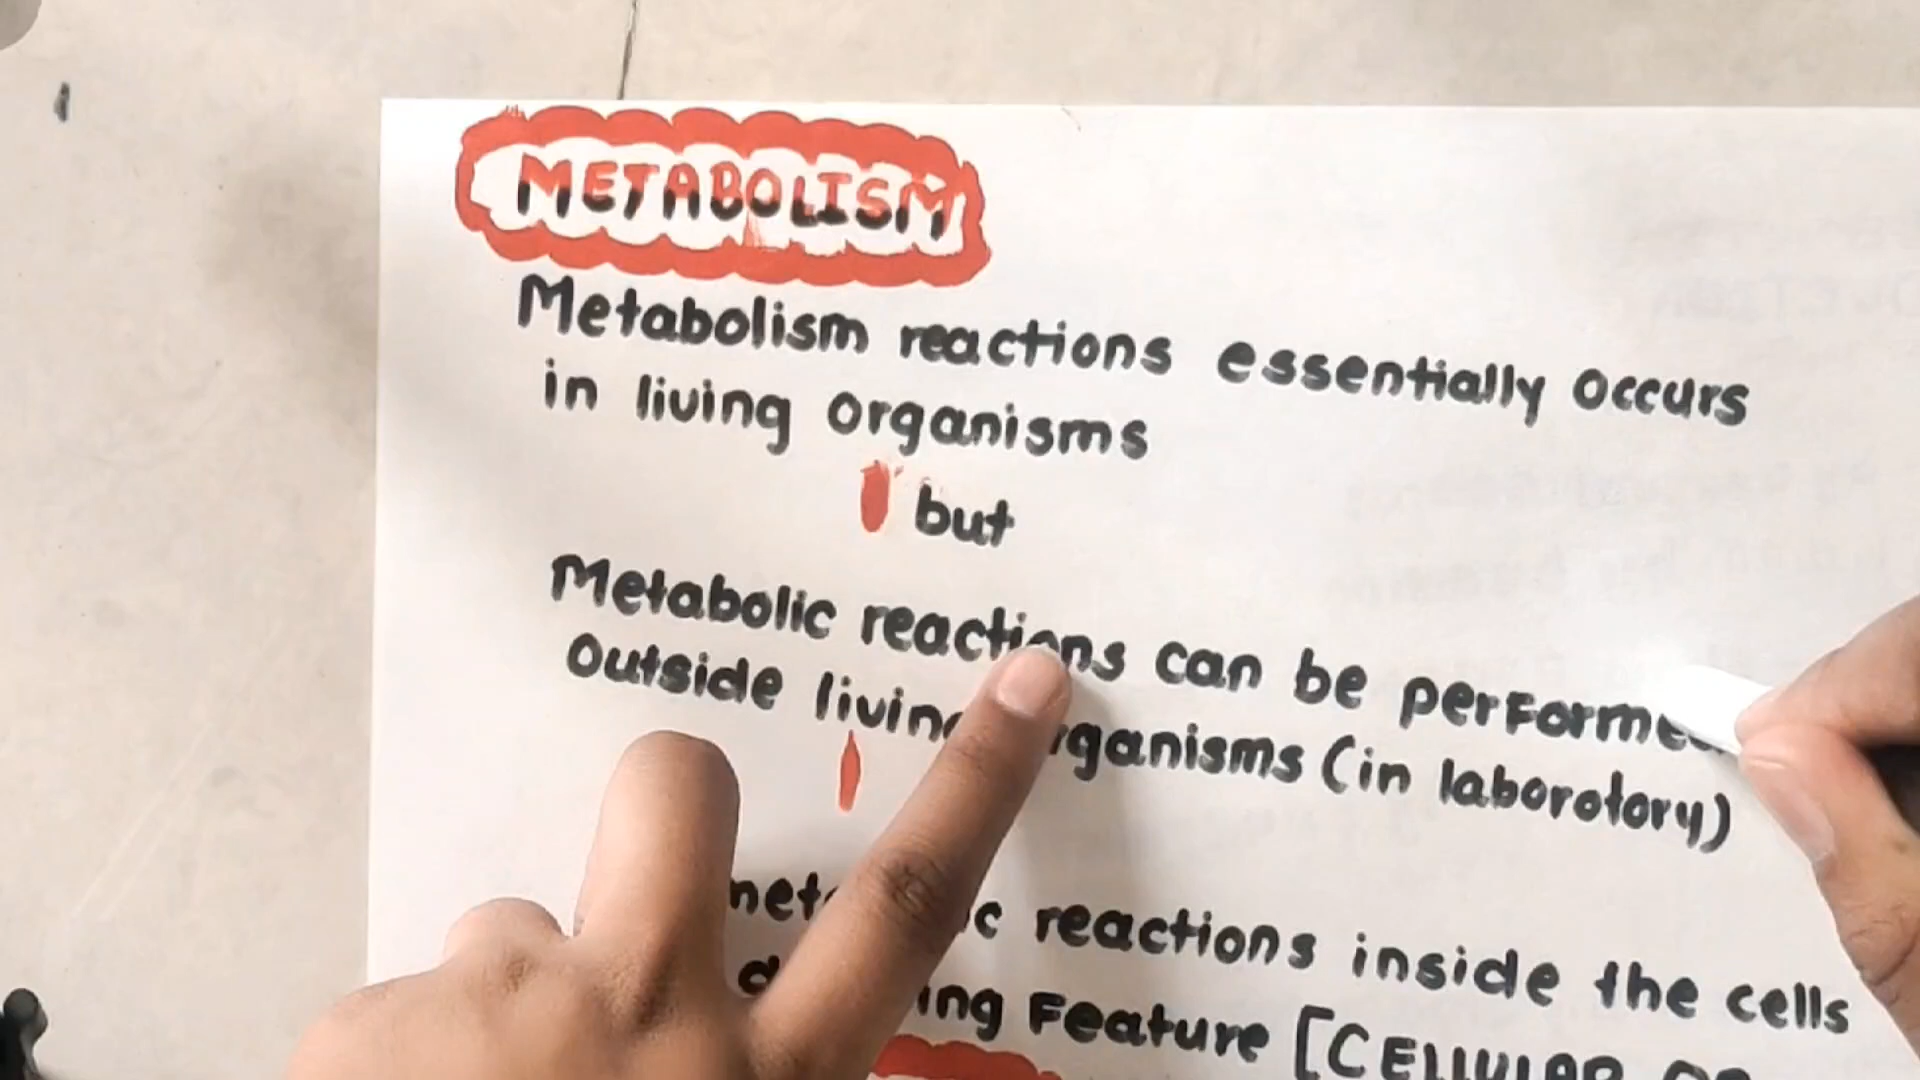 METABOLISM
Metabolism reactions essentially occurs
in living organisms
but
Metabolic reactions can be performed
Outside living organisms (in laborotory)
reactions inside the cells
Feature [CELLULAR